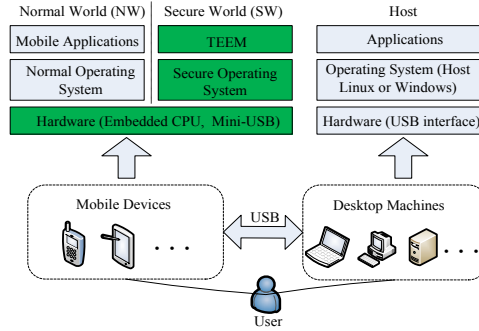 Normal World (NW)
Secure World (SW)
Host
Mobile Applications
TEEM
Applications
Normal Operating
System
Secure Operating
System
Operating System (Host
Linux or Windows)
Hardware (Embedded CPU, Mini-USB)
Hardware (USB interface)
Mobile Devices
USB
Desktop Machines
. . .
. . .
User